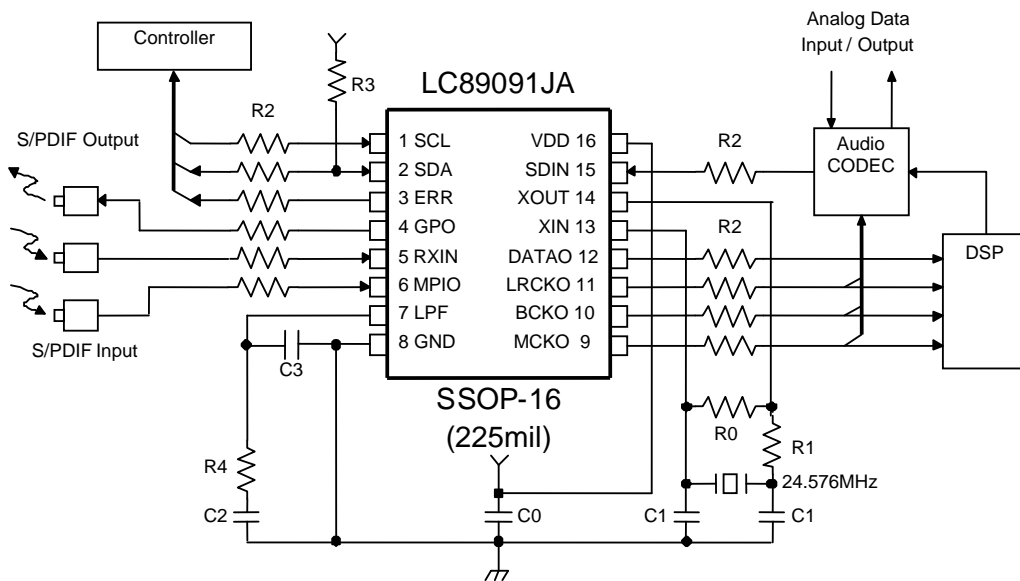 Controller
Analog Data
Input / Output
R3
LC89091JA
R2
S/PDIF Output
1 SCL
2 SDA
3 ERR
4 GPO
5 RXIN
6 MPIO
7 LPF
8 GND
VDD 16
SDIN 15
XOUT 14
XIN 13
DATAO 12
LRCKO 11
BCKO 10
MCKO 9
R2
Audio
CODEC
R2
DSP
S/PDIF Input
C3
SSOP-16
(225mil)
R0
R1
R4
24.576MHz
C2
C0
C1
C1